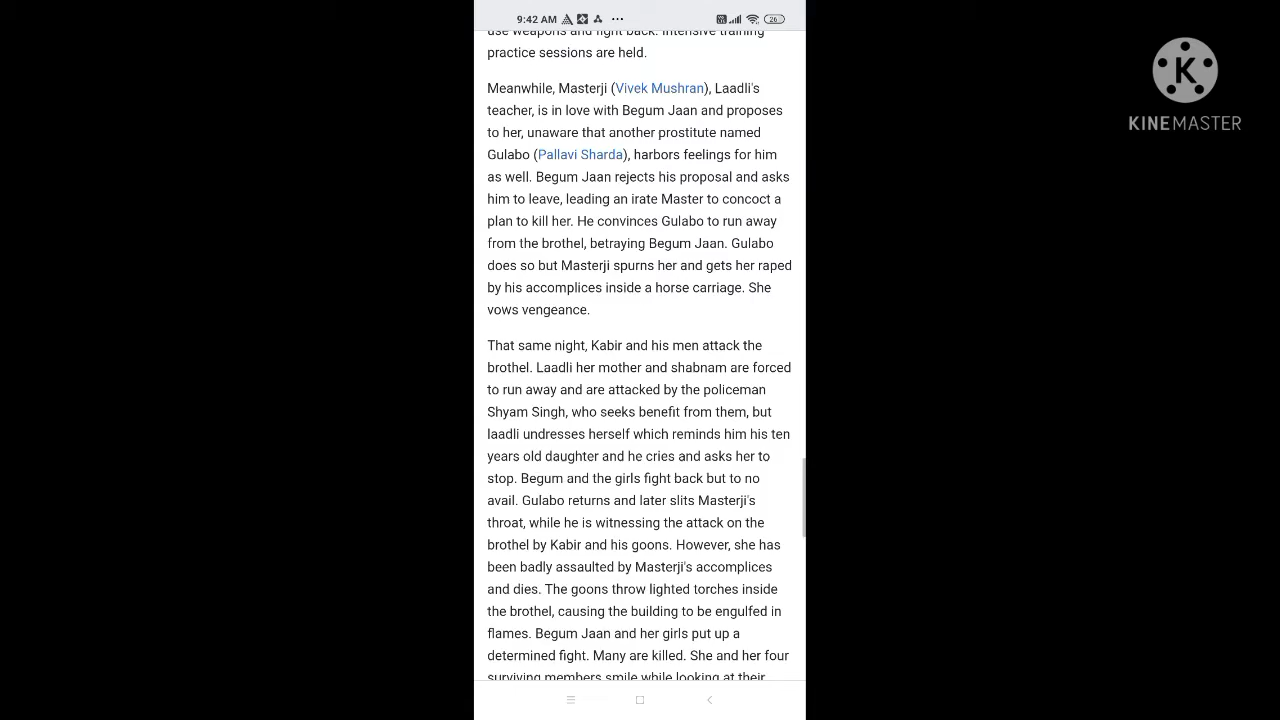 9:42 AM
26
use weapons and fight back. Intensive training
practice sessions are held.
Meanwhile, Masterji (Vivek Mushran), Laadli's
teacher, is in love with Begum Jaan and proposes
to her, unaware that another prostitute named
Gulabo (Pallavi Sharda), harbors feelings for him
as well. Begum Jaan rejects his proposal and asks
him to leave, leading an irate Master to concoct a
plan to kill her. He convinces Gulabo to run away
from the brothel, betraying Begum Jaan. Gulabo
does so but Masterji spurns her and gets her raped
by his accomplices inside a horse carriage. She
vows vengeance.
That same night, Kabir and his men attack the
brothel. Laadli her mother and shabnam are forced
to run away and are attacked by the policeman
Shyam Singh, who seeks benefit from them, but
laadli undresses herself which reminds him his ten
years old daughter and he cries and asks her to
stop. Begum and the girls fight back but to no
avail. Gulabo returns and later slits Masterji's
throat, while he is witnessing the attack on the
brothel by Kabir and his goons. However, she has
been badly assaulted by Masterji's accomplices
and dies. The goons throw lighted torches inside
the brothel, causing the building to be engulfed in
flames. Begum Jaan and her girls put up a
determined fight. Many are killed. She and her four
surviving members smile while looking at their
K
KINEMASTER